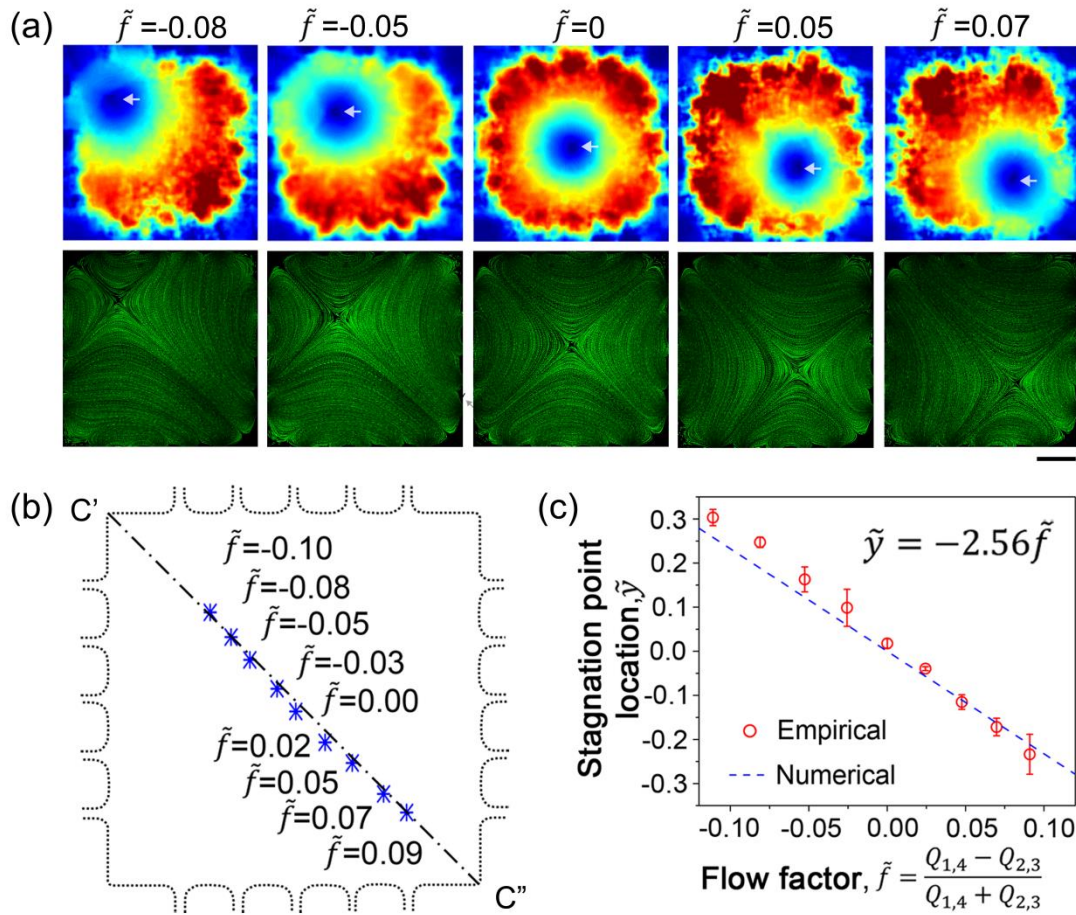 (a)
f̃=-0.08
f̃=-0.05
f̃=0
f̃=0.05
f̃=0.07
(b)
C'
f̃=-0.10
f̃=-0.08
f̃=-0.05
f̃=-0.03
f̃=0.00
f̃=0.02
f̃=0.05
f̃=0.07
f̃=0.09
C"
(c)
ỹ = −2.56f̃
Stagnation point
location,ỹ
0.3
0.2
0.1
0.0
-0.1
-0.2
-0.3
Empirical
Numerical
-0.10 -0.05 0.00 0.05 0.10
Flow factor, f̃ = (Q1,4 − Q2,3) / (Q1,4 + Q2,3)